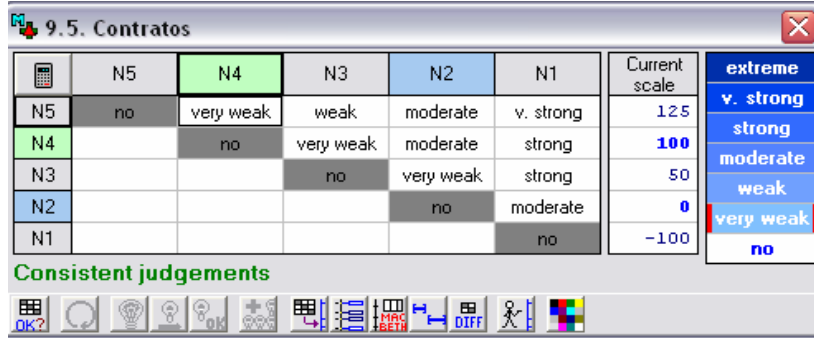 9.5. Contratos
N5 N4 N3 N2 N1 Current scale
N5 no very weak weak moderate v. strong 125
N4 no very weak moderate strong 100
N3 no very weak strong 50
N2 no moderate 0
N1 no -100
extreme
v. strong
strong
moderate
weak
very weak
no
Consistent judgements
OK? OK MAC BETH DIFF